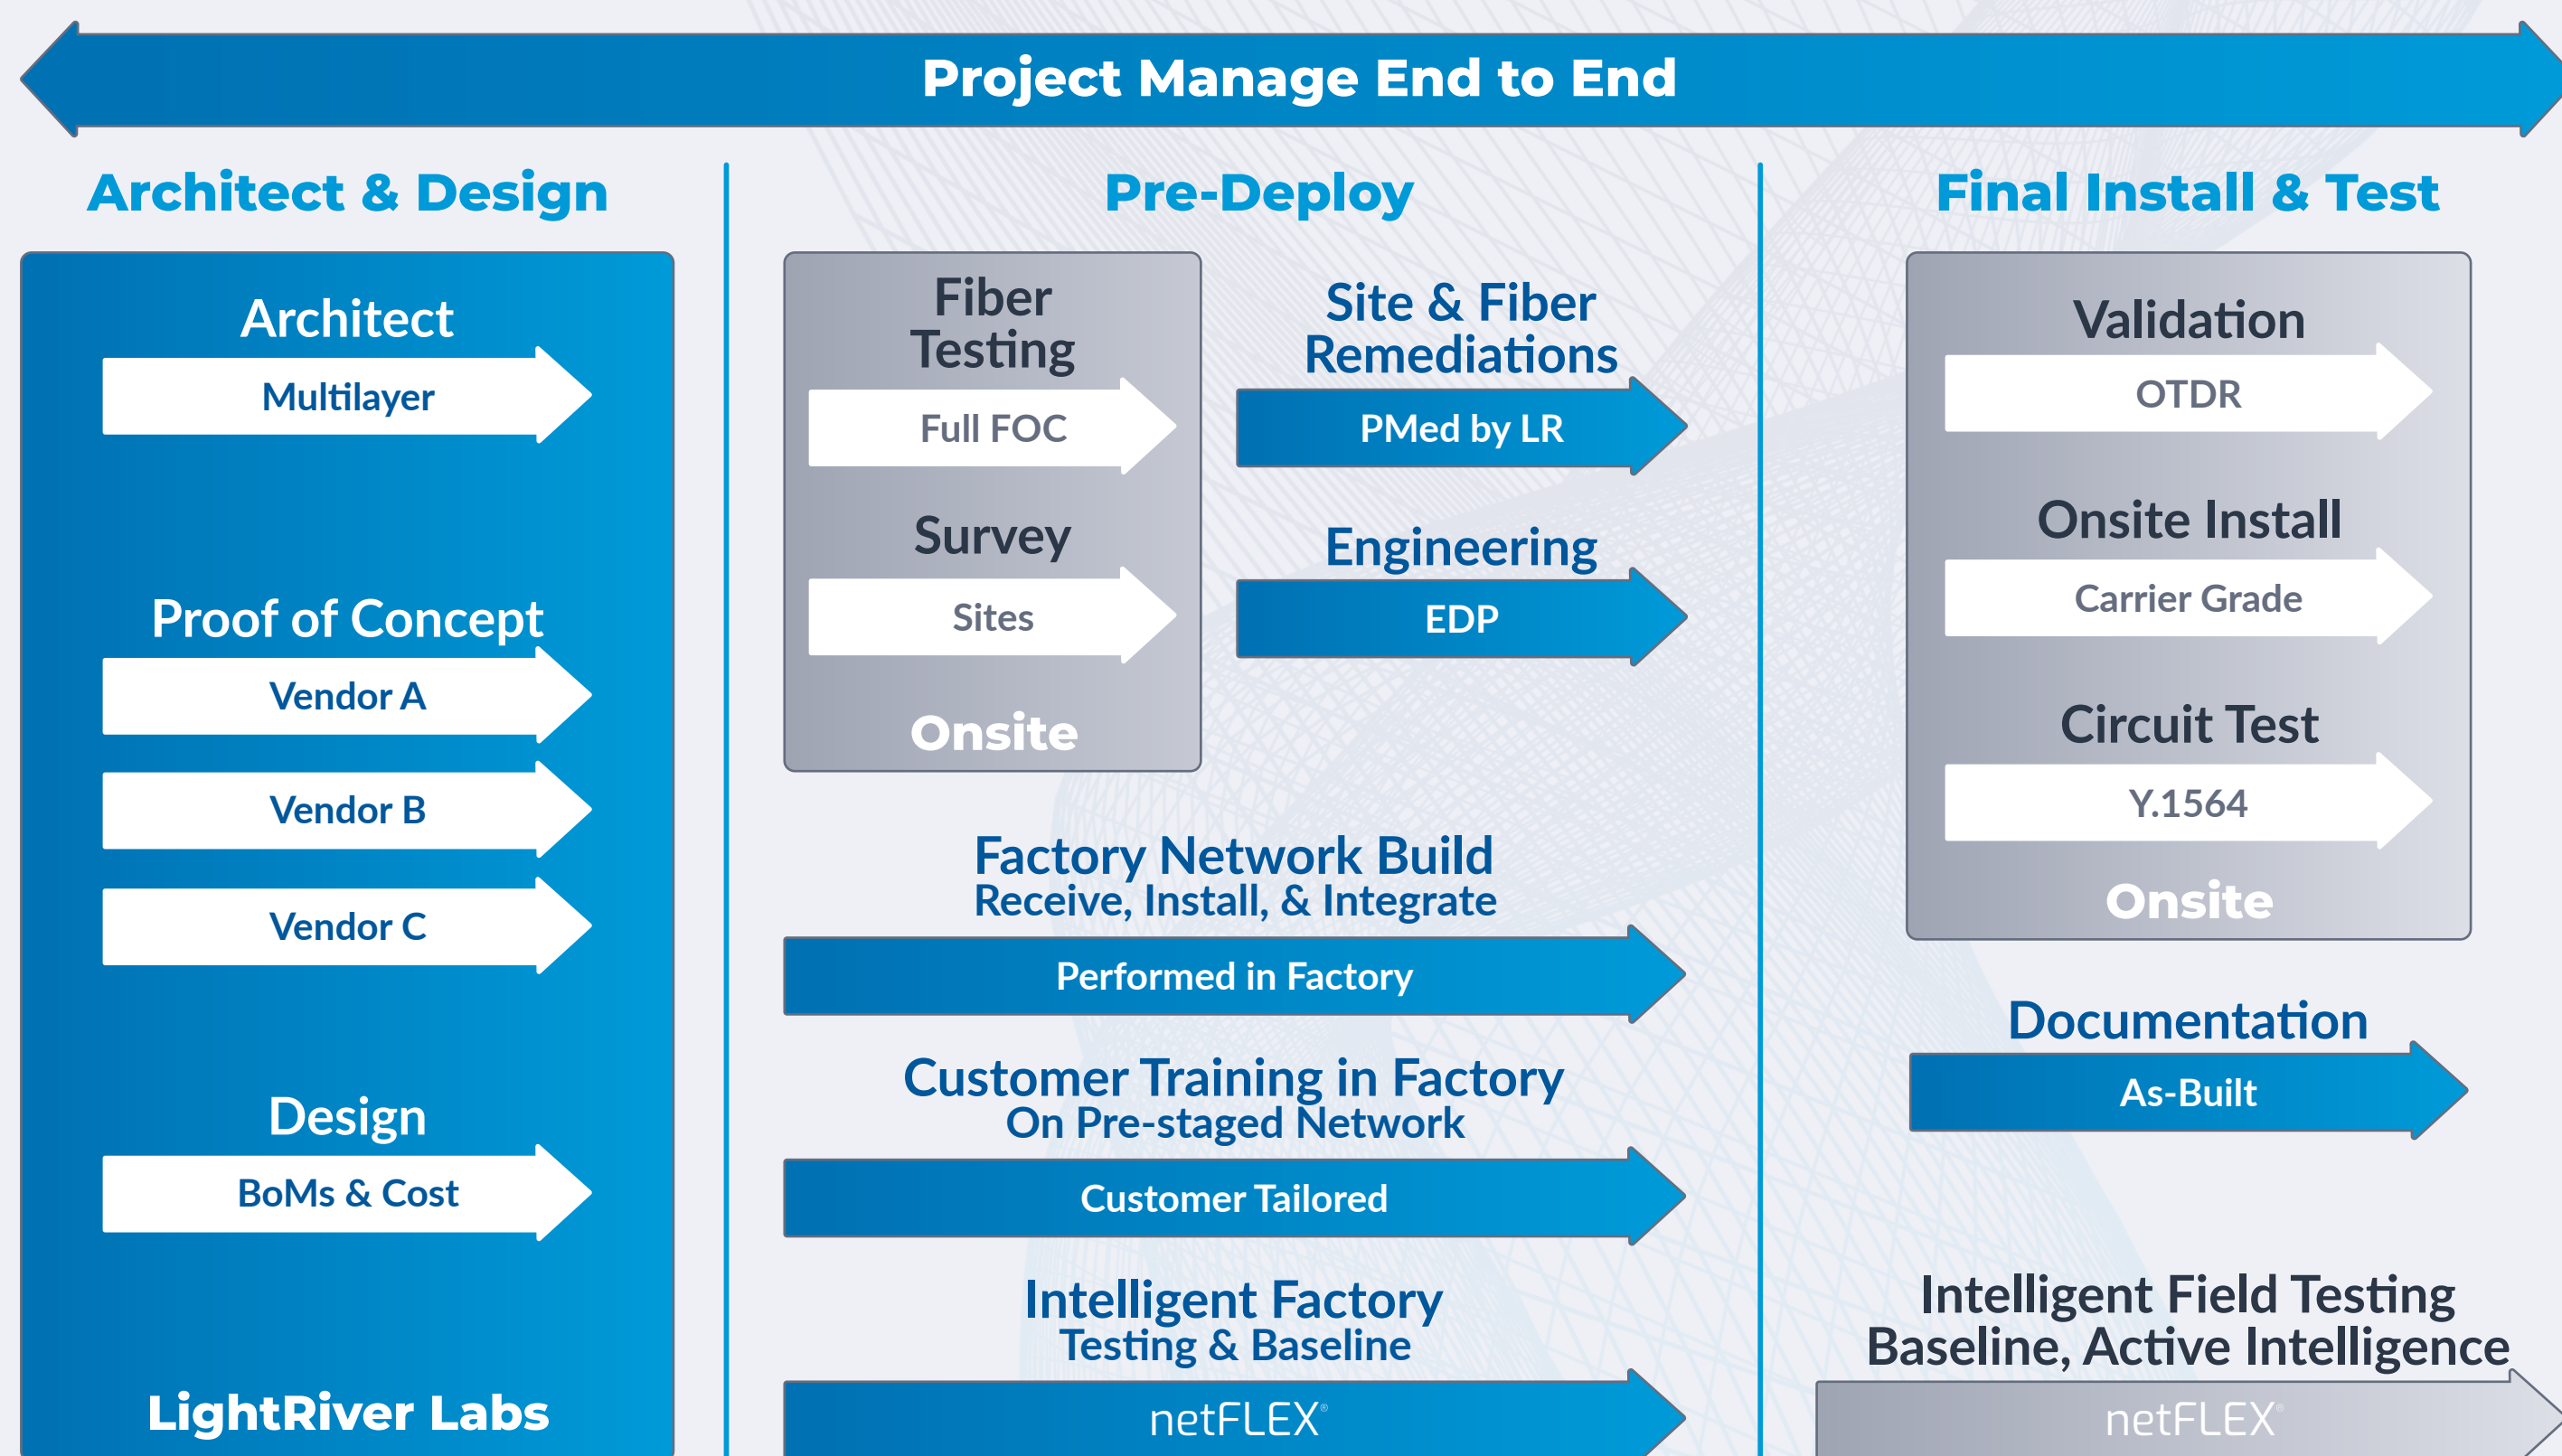 Project Manage End to End
Architect & Design
Architect
Multilayer
Proof of Concept
Vendor A
Vendor B
Vendor C
Design
BoMs & Cost
LightRiver Labs
Pre-Deploy
Fiber
Testing
Full FOC
Survey
Sites
Onsite
Site & Fiber
Remediations
PMed by LR
Engineering
EDP
Factory Network Build
Receive, Install, & Integrate
Performed in Factory
Customer Training in Factory
On Pre-staged Network
Customer Tailored
Intelligent Factory
Testing & Baseline
netFLEX®
Final Install & Test
Validation
OTDR
Onsite Install
Carrier Grade
Circuit Test
Y.1564
Onsite
Documentation
As-Built
Intelligent Field Testing
Baseline, Active Intelligence
netFLEX®